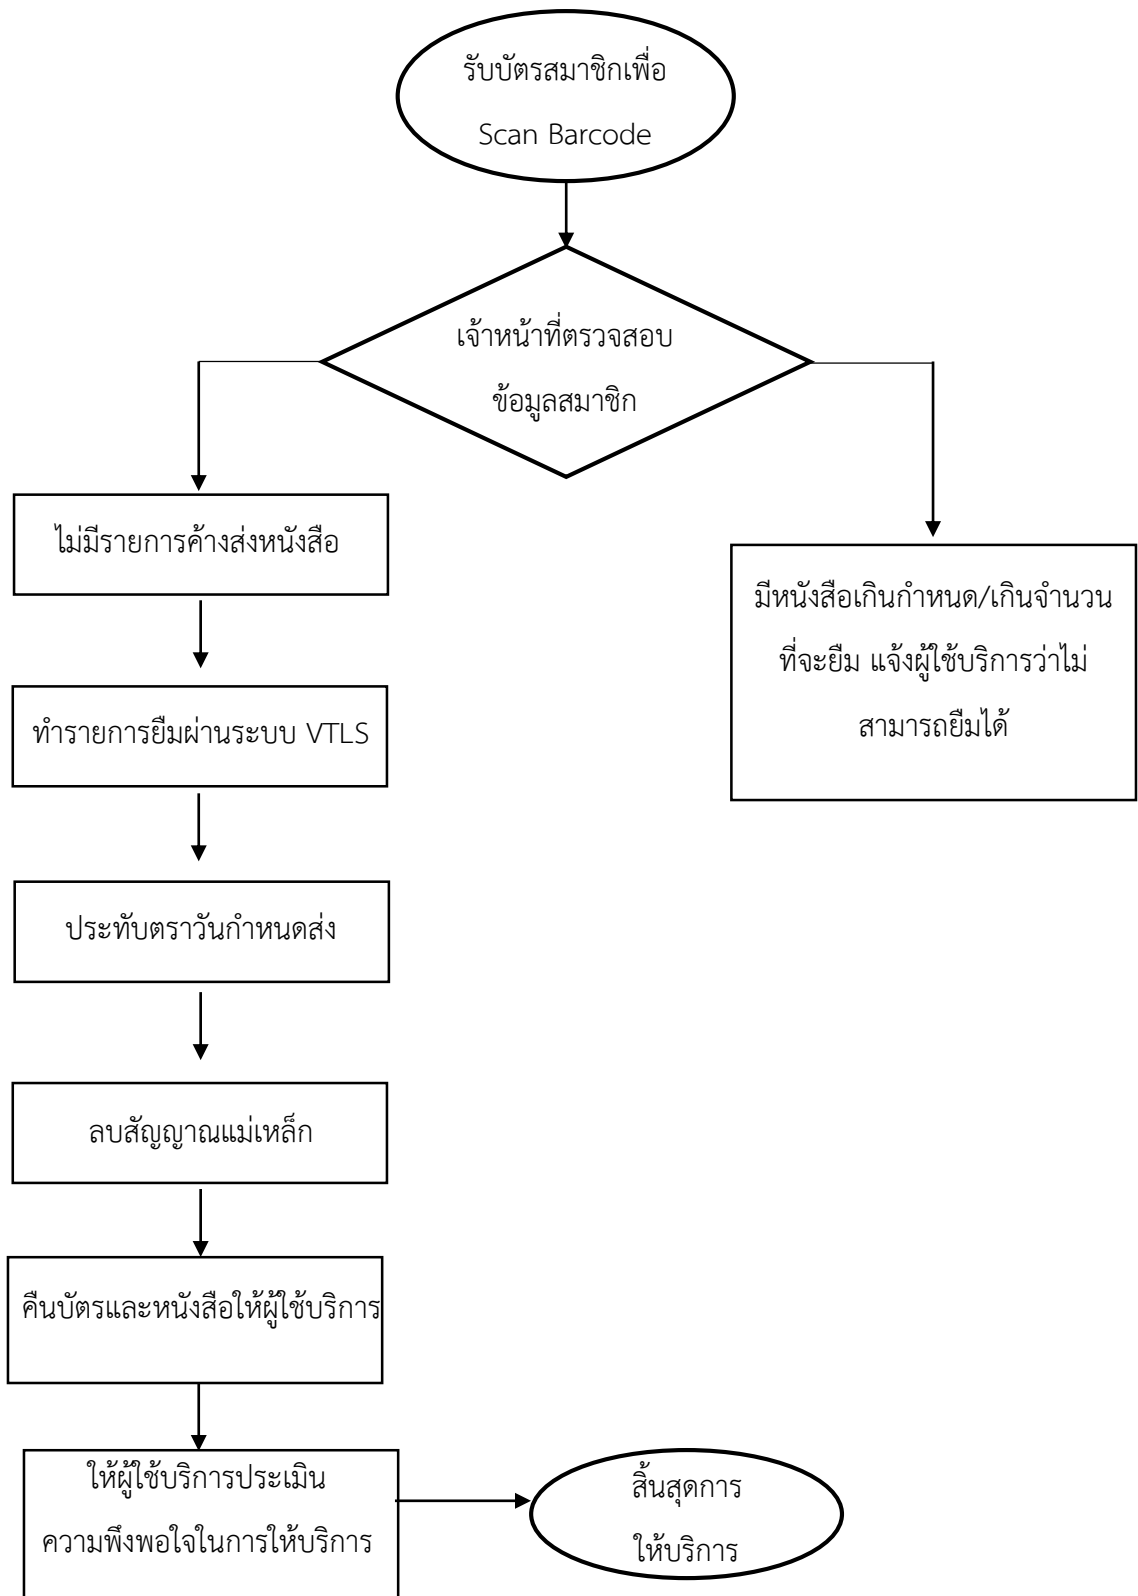 รับบัตรสมาชิกเพื่อ
Scan Barcode
เจ้าหน้าที่ตรวจสอบ
ข้อมูลสมาชิก
ไม่มีรายการค้างส่งหนังสือ
มีหนังสือเกินกำหนด/เกินจำนวน
ที่จะยืม แจ้งผู้ใช้บริการว่าไม่
สามารถยืมได้
ทำรายการยืมผ่านระบบ VTLS
ประทับตราวันกำหนดส่ง
ลบสัญญาณแม่เหล็ก
คืนบัตรและหนังสือให้ผู้ใช้บริการ
ให้ผู้ใช้บริการประเมิน
ความพึงพอใจในการให้บริการ
สิ้นสุดการ
ให้บริการ